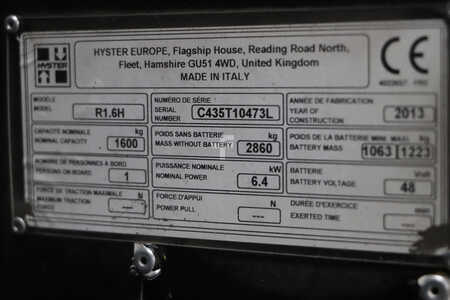 HYSTER
HYSTER EUROPE, Flagship House, Reading Road North,
Fleet, Hamshire GU51 4WD, United Kingdom
MADE IN ITALY
CE
MODÈLE
MODEL
R1.6H
NUMÉRO DE SÉRIE
SERIAL
NUMBER
C435T10473L
ANNÉE DE FABRICATION
YEAR OF
CONSTRUCTION
2013
CAPACITÉ NOMINALE kg
NOMINAL CAPACITY
1600
POIDS SANS BATTERIE kg
MASS WITHOUT BATTERY
2860
POIDS DE LA BATTERIE MINI MAXI kg
BATTERY MASS
1063 1223
NOMBRE DE PERSONNES A BORD
PERSONS ON BOARD
1
PUISSANCE NOMINALE kW
NOMINAL POWER
6.4
BATTERY
BATTERY VOLTAGE
Volt
48
FORCE DE TRACTION MAXIMALE N
MAXIMUM TRACTION
FORCE
---
FORCE D'APPUI N
POWER PULL
---
DURÉE D'EXERCICE min
EXERTED TIME
---